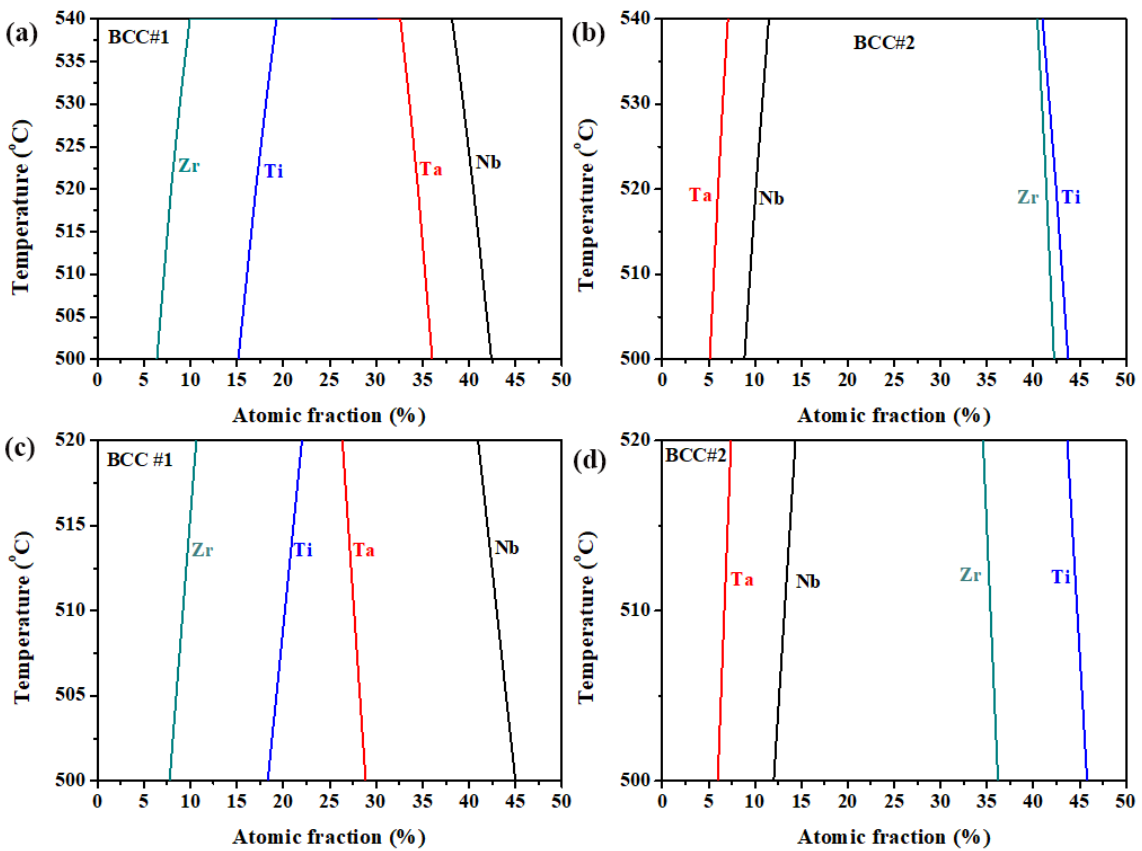 (a)
BCC#1
540
535
530
525
520
515
510
505
500
Temperature (°C)
Zr
Ti
Ta
Nb
0 5 10 15 20 25 30 35 40 45 50
Atomic fraction (%)
(b)
BCC#2
540
530
520
510
500
Temperature (°C)
Ta
Nb
Zr
Ti
0 5 10 15 20 25 30 35 40 45 50
Atomic fraction (%)
(c)
BCC #1
520
515
510
505
500
Temperature (°C)
Zr
Ti
Ta
Nb
0 5 10 15 20 25 30 35 40 45 50
Atomic fraction (%)
(d)
BCC#2
520
510
500
Temperature (°C)
Ta
Nb
Zr
Ti
0 5 10 15 20 25 30 35 40 45 50
Atomic fraction (%)